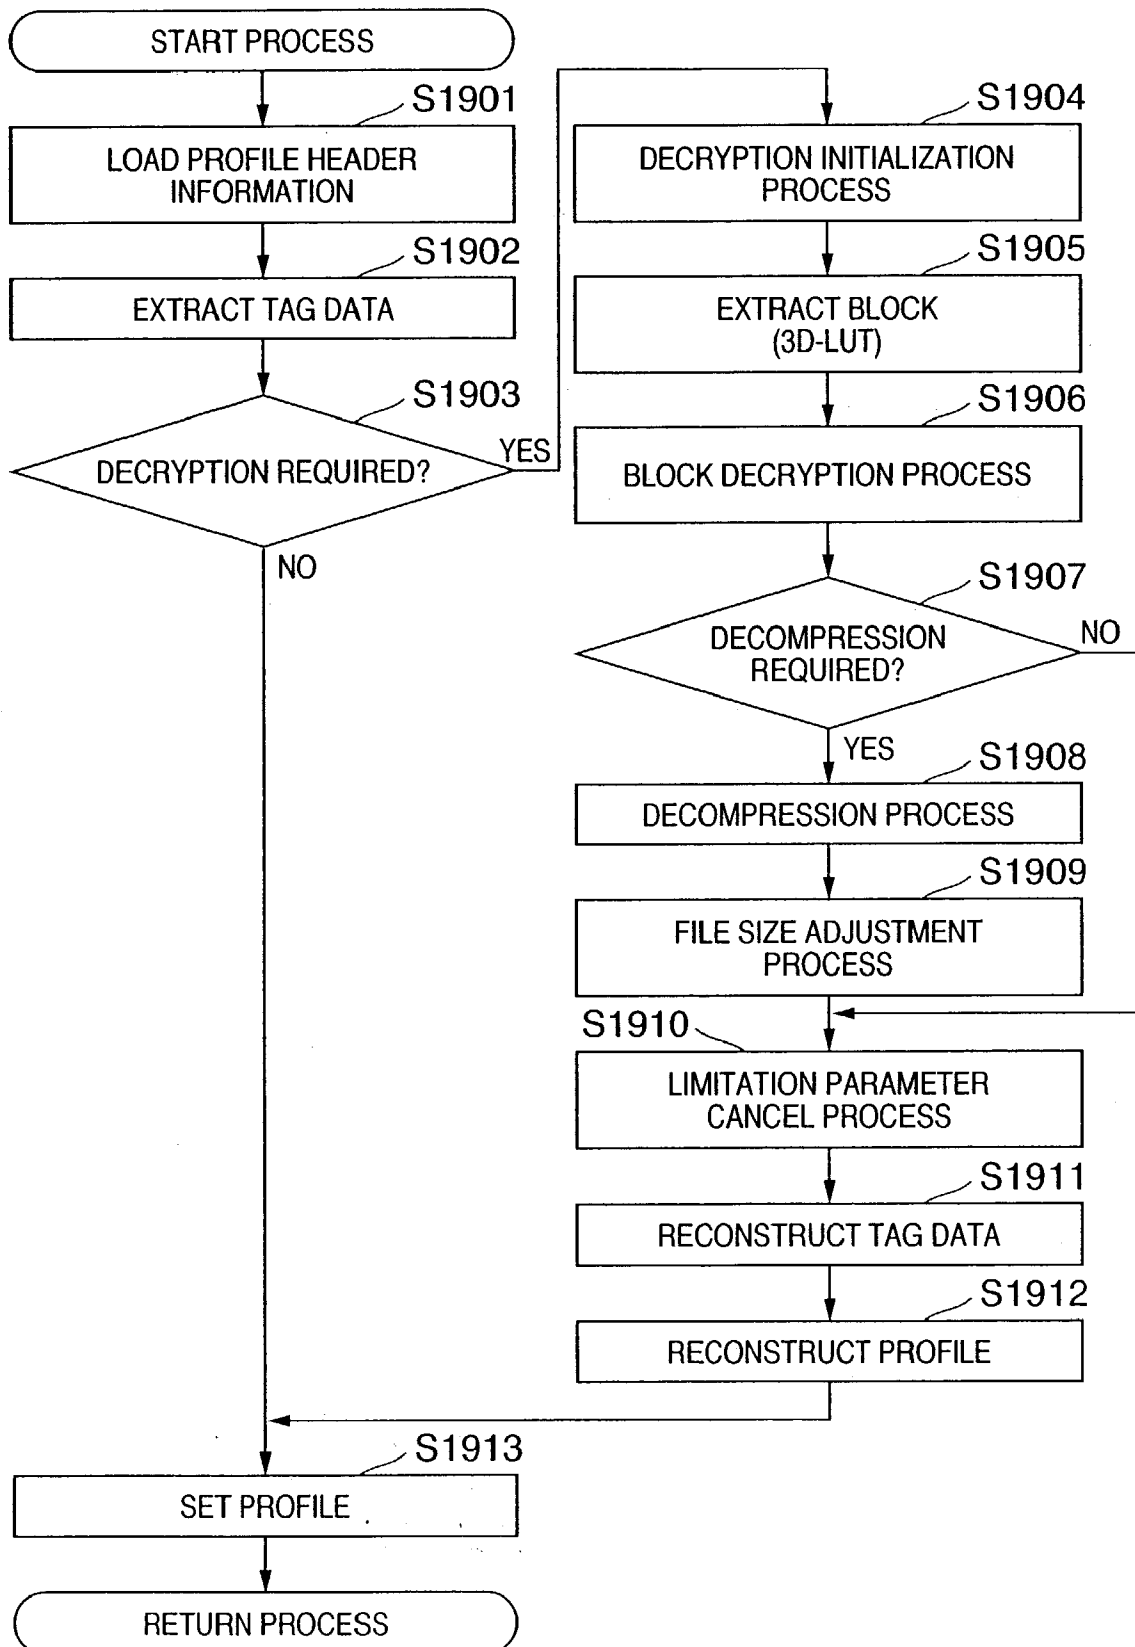 START PROCESS
S1901
LOAD PROFILE HEADER
INFORMATION
S1902
EXTRACT TAG DATA
S1903
DECRYPTION REQUIRED?
YES
NO
S1904
DECRYPTION INITIALIZATION
PROCESS
S1905
EXTRACT BLOCK
(3D-LUT)
S1906
BLOCK DECRYPTION PROCESS
S1907
DECOMPRESSION
REQUIRED?
NO
YES
S1908
DECOMPRESSION PROCESS
S1909
FILE SIZE ADJUSTMENT
PROCESS
S1910
LIMITATION PARAMETER
CANCEL PROCESS
S1911
RECONSTRUCT TAG DATA
S1912
RECONSTRUCT PROFILE
S1913
SET PROFILE
RETURN PROCESS